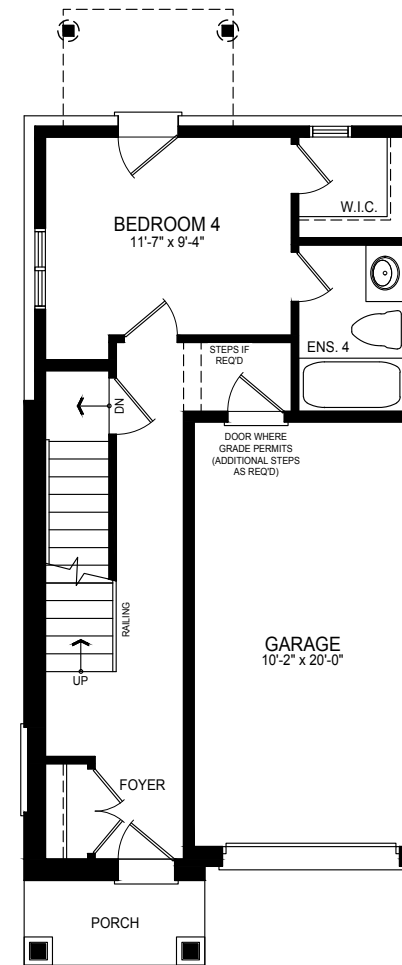 W.I.C.
BEDROOM 4
11'-7" x 9'-4"
ENS. 4
STEPS IF
REQ'D
DN
DOOR WHERE
GRADE PERMITS
(ADDITIONAL STEPS
AS REQ'D)
RAILING
GARAGE
10'-2" x 20'-0"
UP
FOYER
PORCH